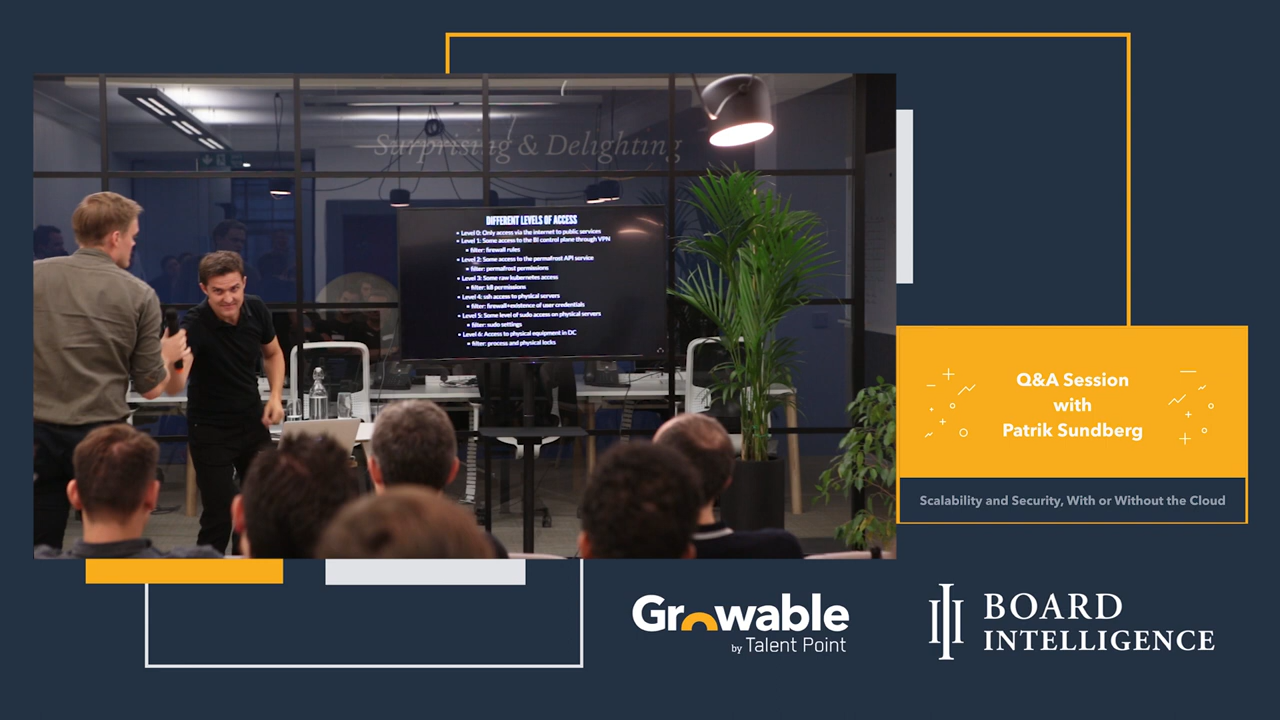 Surprising & Delighting
DIFFERENT LEVELS OF ACCESS
• Level 0: Only access via the internet to public services
• Level 1: Some access to the BI control plane through VPN
• filter: firewall rules
• Level 2: Some access to the permafrost API service
• filter: permafrost permissions
• Level 3: Some raw kubernetes access
• filter: k8 permissions
• Level 4: ssh access to physical servers
• filter: firewall+existence of user credentials
• Level 5: Some level of sudo access on physical servers
• filter: sudo settings
• Level 6: Access to physical equipment in DC
• filter: process and physical locks
Q&A Session
with
Patrik Sundberg
Scalability and Security, With or Without the Cloud
Growable
by Talent Point
BOARD
INTELLIGENCE